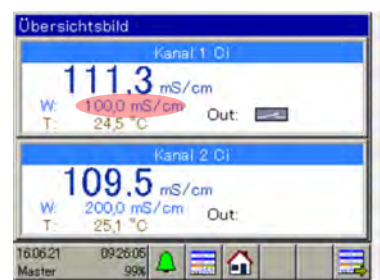 Übersichtsbild
Kanal 1 Ci
111,3 mS/cm
W: 100,0 mS/cm
Out:
T: 24,5 °C
Kanal 2 Ci
109,5 mS/cm
W: 200,0 mS/cm
Out:
T: 25,1 °C
16.06.21 09:26:05
Master 99%